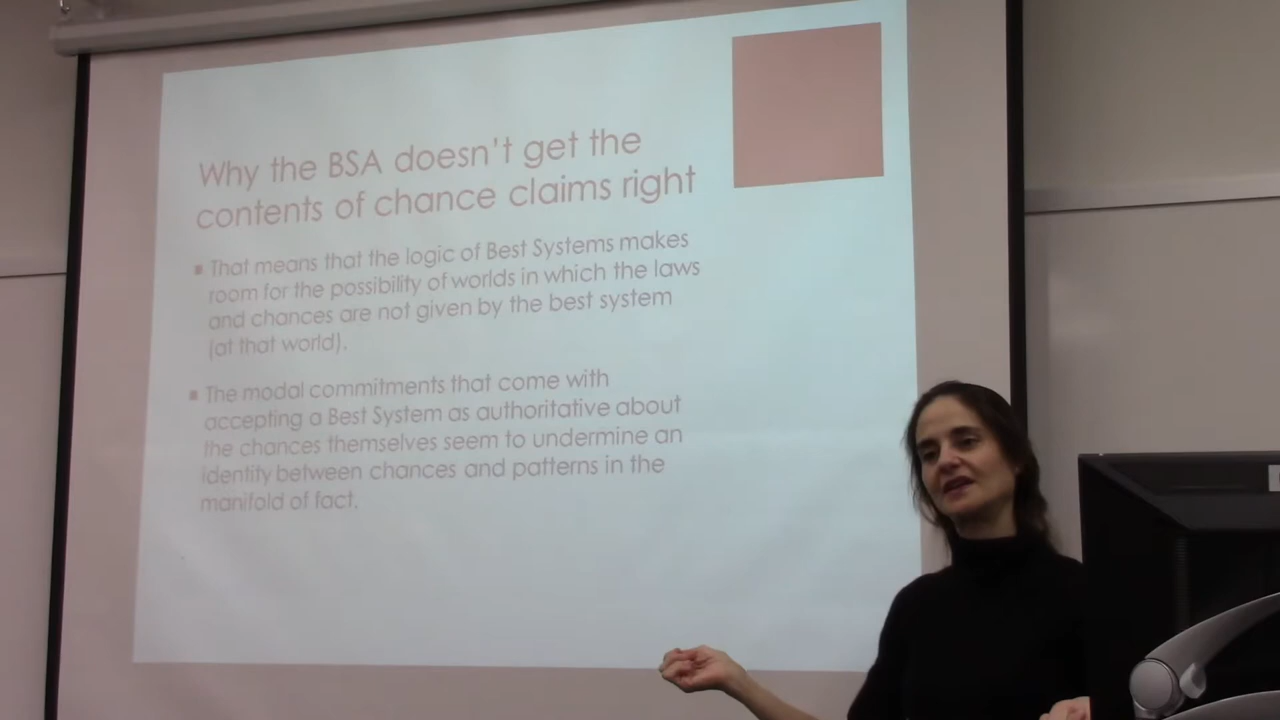 Why the BSA doesn't get the
contents of chance claims right
That means that the logic of Best Systems makes
room for the possibility of worlds in which the laws
and chances are not given by the best system
(at that world).
The modal commitments that come with
accepting a Best System as authoritative about
the chances themselves seem to undermine an
identity between chances and patterns in the
manifold of fact.